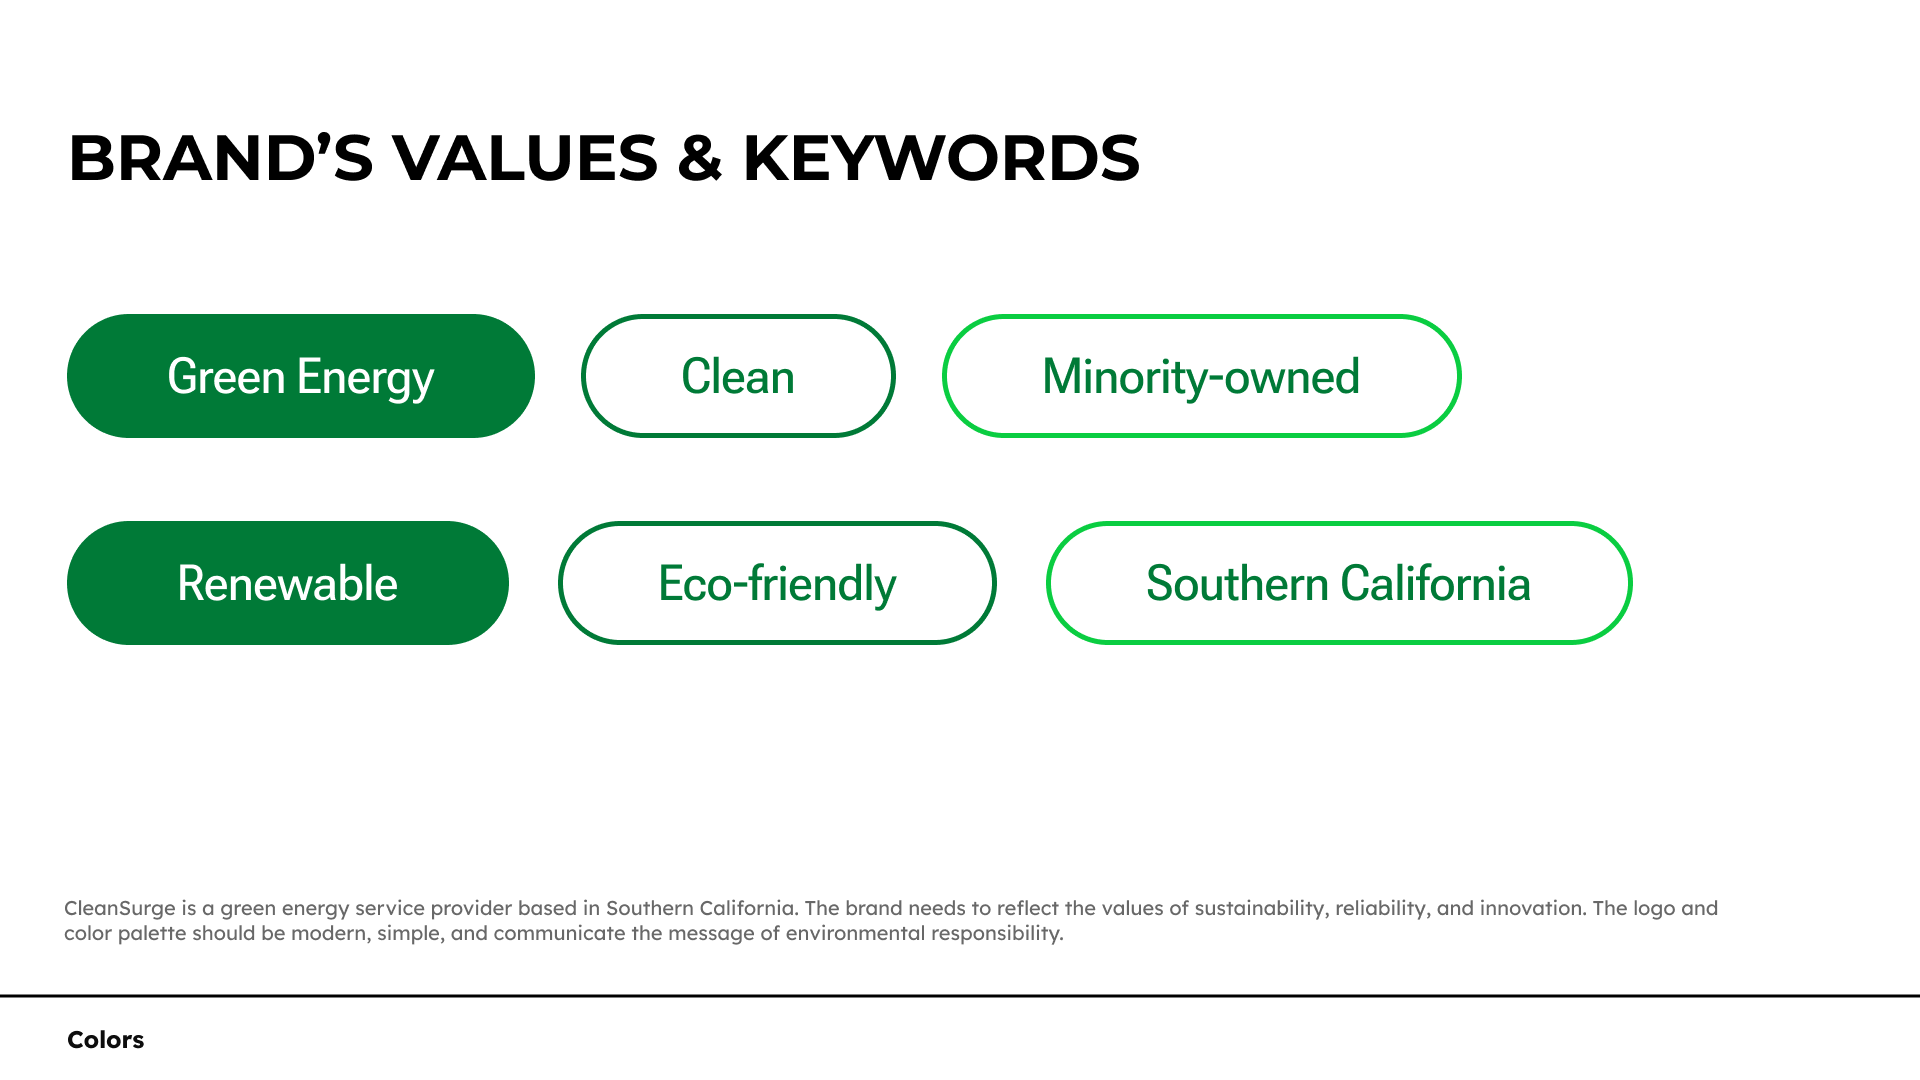 BRAND’S VALUES & KEYWORDS
Green Energy
Clean
Minority-owned
Renewable
Eco-friendly
Southern California
CleanSurge is a green energy service provider based in Southern California. The brand needs to reflect the values of sustainability, reliability, and innovation. The logo and
color palette should be modern, simple, and communicate the message of environmental responsibility.
Colors